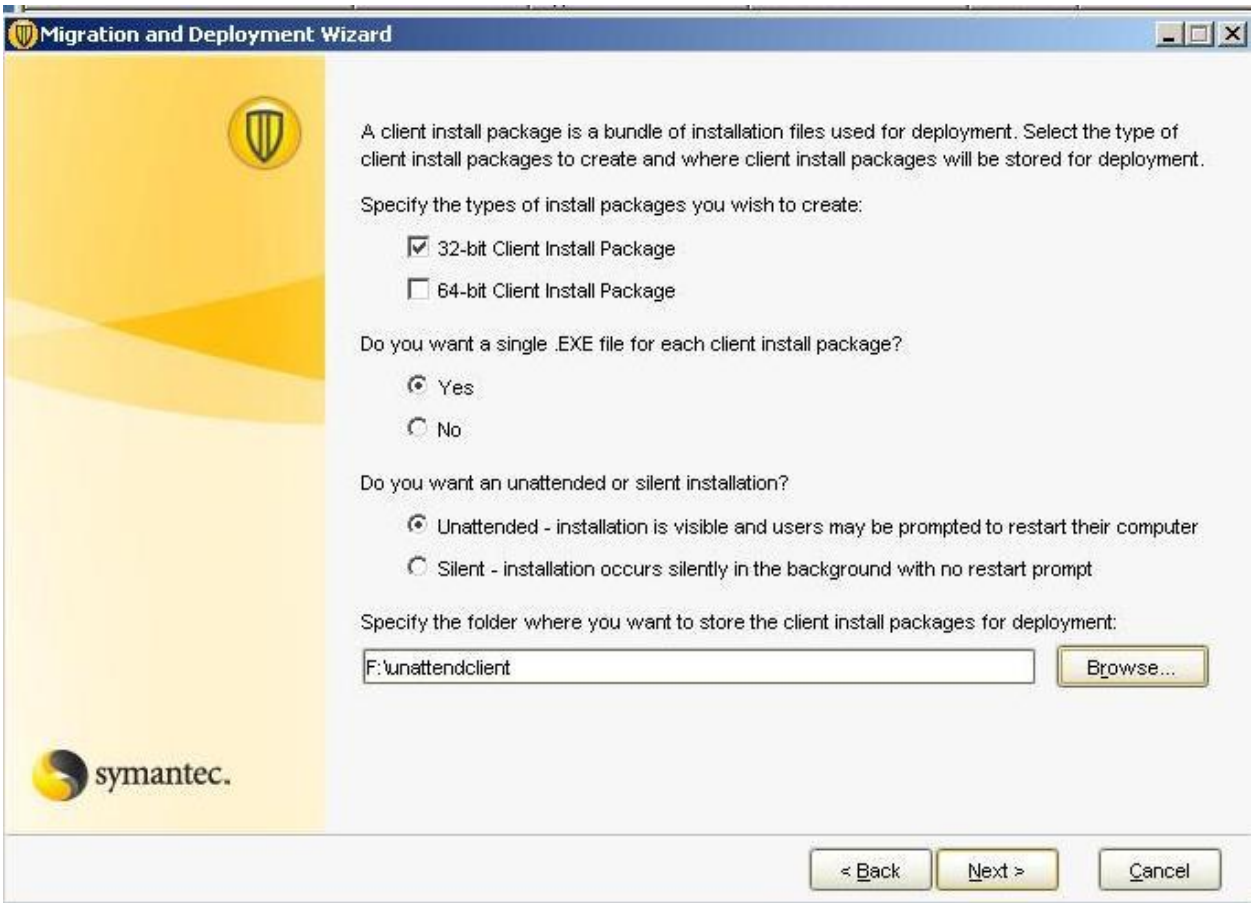 Migration and Deployment Wizard
A client install package is a bundle of installation files used for deployment. Select the type of
client install packages to create and where client install packages will be stored for deployment.
Specify the types of install packages you wish to create:
32-bit Client Install Package
64-bit Client Install Package
Do you want a single .EXE file for each client install package?
Yes
No
Do you want an unattended or silent installation?
Unattended - installation is visible and users may be prompted to restart their computer
Silent - installation occurs silently in the background with no restart prompt
Specify the folder where you want to store the client install packages for deployment:
F:\unattendclient
Browse...
symantec.
< Back
Next >
Cancel